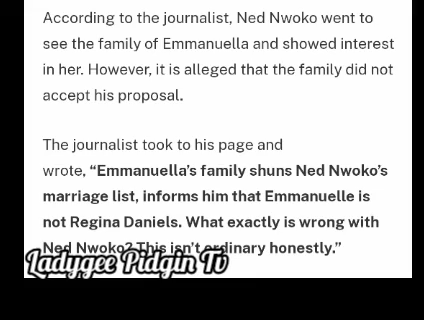 According to the journalist, Ned Nwoko went to
see the family of Emmanuella and showed interest
in her. However, it is alleged that the family did not
accept his proposal.
The journalist took to his page and
wrote, “Emmanuella’s family shuns Ned Nwoko’s
marriage list, informs him that Emmanuelle is
not Regina Daniels. What exactly is wrong with
Ned Nwoko? This isn’t ordinary honestly.”
Ladygee Pidgin Tv